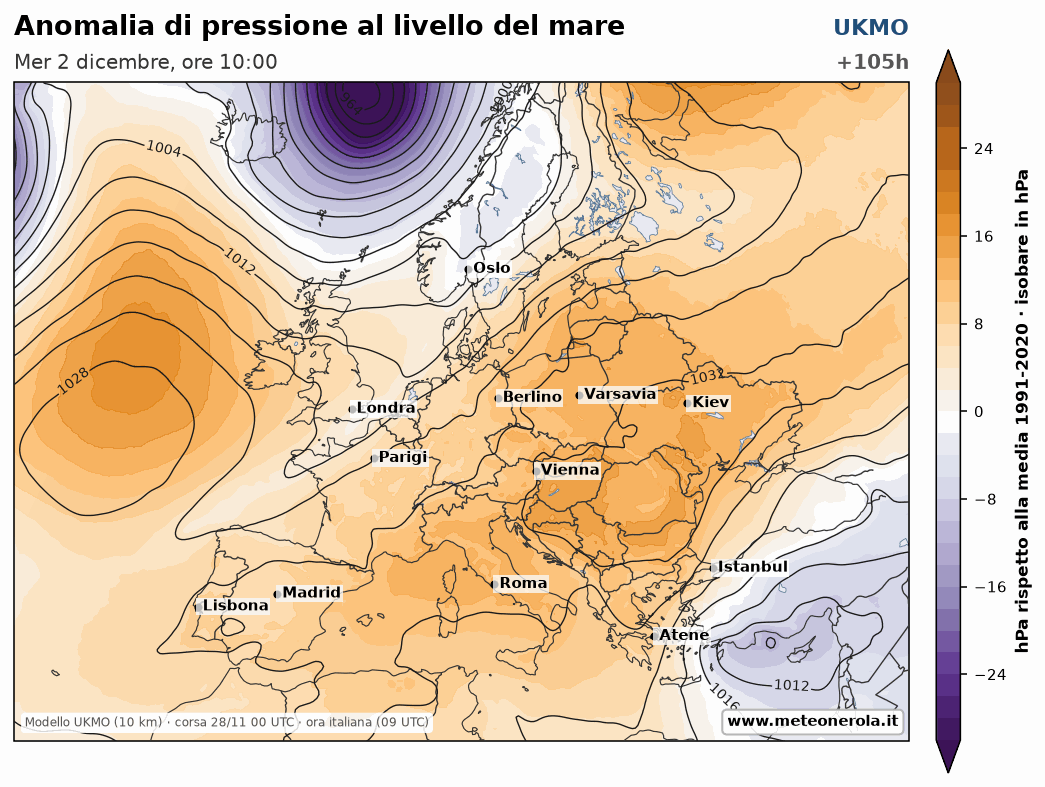 Anomalia di pressione al livello del mare
UKMO
Mer 2 dicembre, ore 10:00
+105h
964
1004
1012
1028
1032
1012
1016
Oslo
Londra
Berlino
Varsavia
Kiev
Parigi
Vienna
Istanbul
Roma
Madrid
Lisbona
Atene
24
16
8
0
−8
−16
−24
hPa rispetto alla media 1991-2020 · isobare in hPa
Modello UKMO (10 km) · corsa 28/11 00 UTC · ora italiana (09 UTC)
www.meteonerola.it